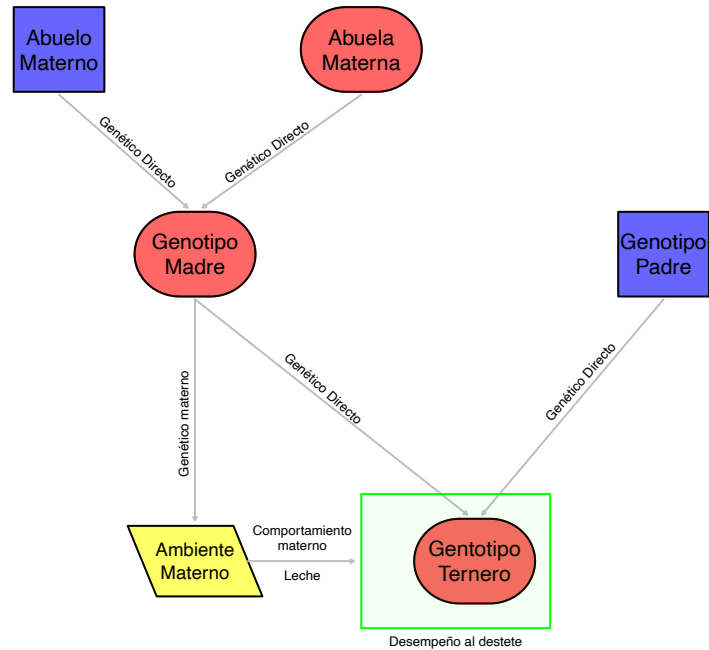 Abuelo
Materno
Abuela
Materna
Genético Directo
Genético Directo
Genotipo
Madre
Genotipo
Padre
Genético materno
Genético Directo
Genético Directo
Ambiente
Materno
Comportamiento
materno
Leche
Gentotipo
Ternero
Desempeño al destete